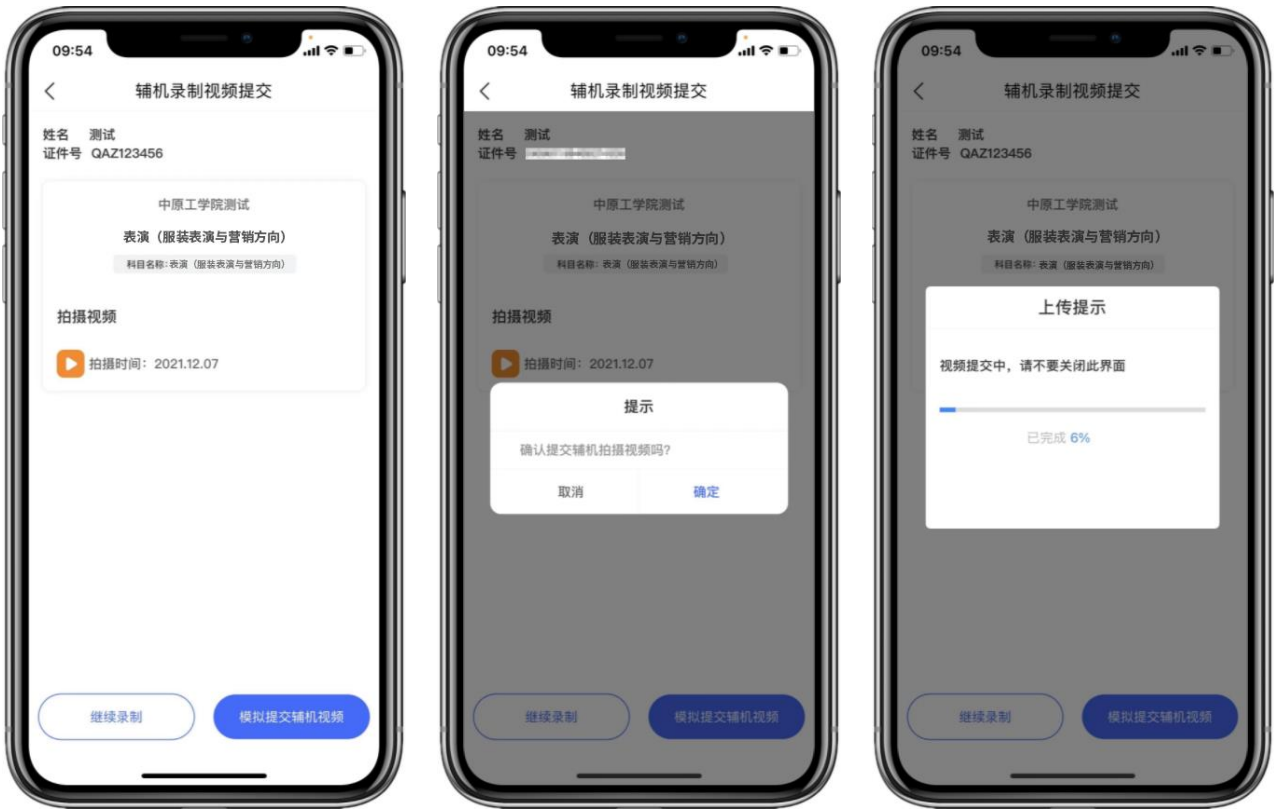 09:54
辅机录制视频提交
姓名 测试
证件号 QAZ123456
中原工学院测试
表演（服装表演与营销方向）
科目名称：表演（服装表演与营销方向）
拍摄视频
拍摄时间：2021.12.07
继续录制
模拟提交辅机视频
09:54
辅机录制视频提交
姓名 测试
证件号
中原工学院测试
表演（服装表演与营销方向）
科目名称：表演（服装表演与营销方向）
拍摄视频
拍摄时间：2021.12.07
提示
确认提交辅机拍摄视频吗?
取消
确定
继续录制
模拟提交辅机视频
09:54
辅机录制视频提交
姓名 测试
证件号 QAZ123456
中原工学院测试
表演（服装表演与营销方向）
科目名称：表演（服装表演与营销方向）
上传提示
视频提交中，请不要关闭此界面
已完成 6%
继续录制
模拟提交辅机视频